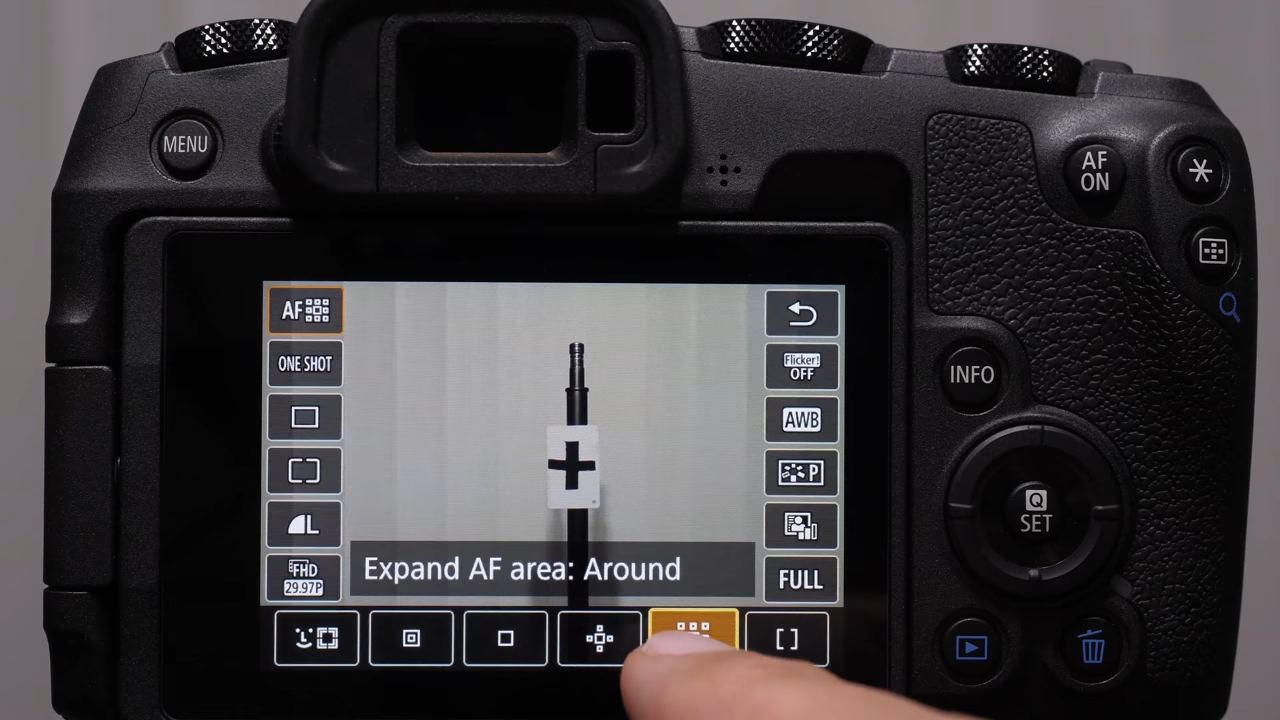 MENU
AF
ON
AF
ONE SHOT
L
FHD
29.97P
Flicker!
OFF
AWB
P
FULL
Expand AF area: Around
INFO
Q
SET